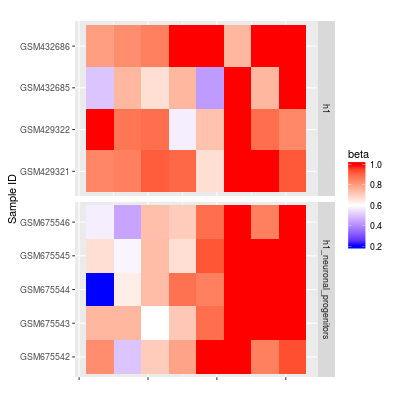 GSM432686
GSM432685
GSM429322
GSM429321
h1
GSM675546
GSM675545
GSM675544
GSM675543
GSM675542
h1_neuronal_progenitors
Sample ID
beta
1.0
0.8
0.6
0.4
0.2